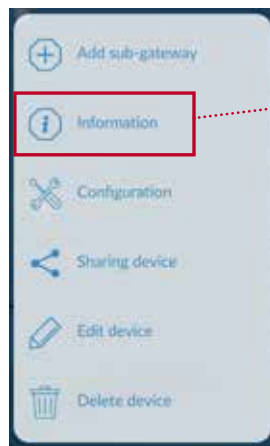 Add sub-gateway
Information
Configuration
Sharing device
Edit device
Delete device